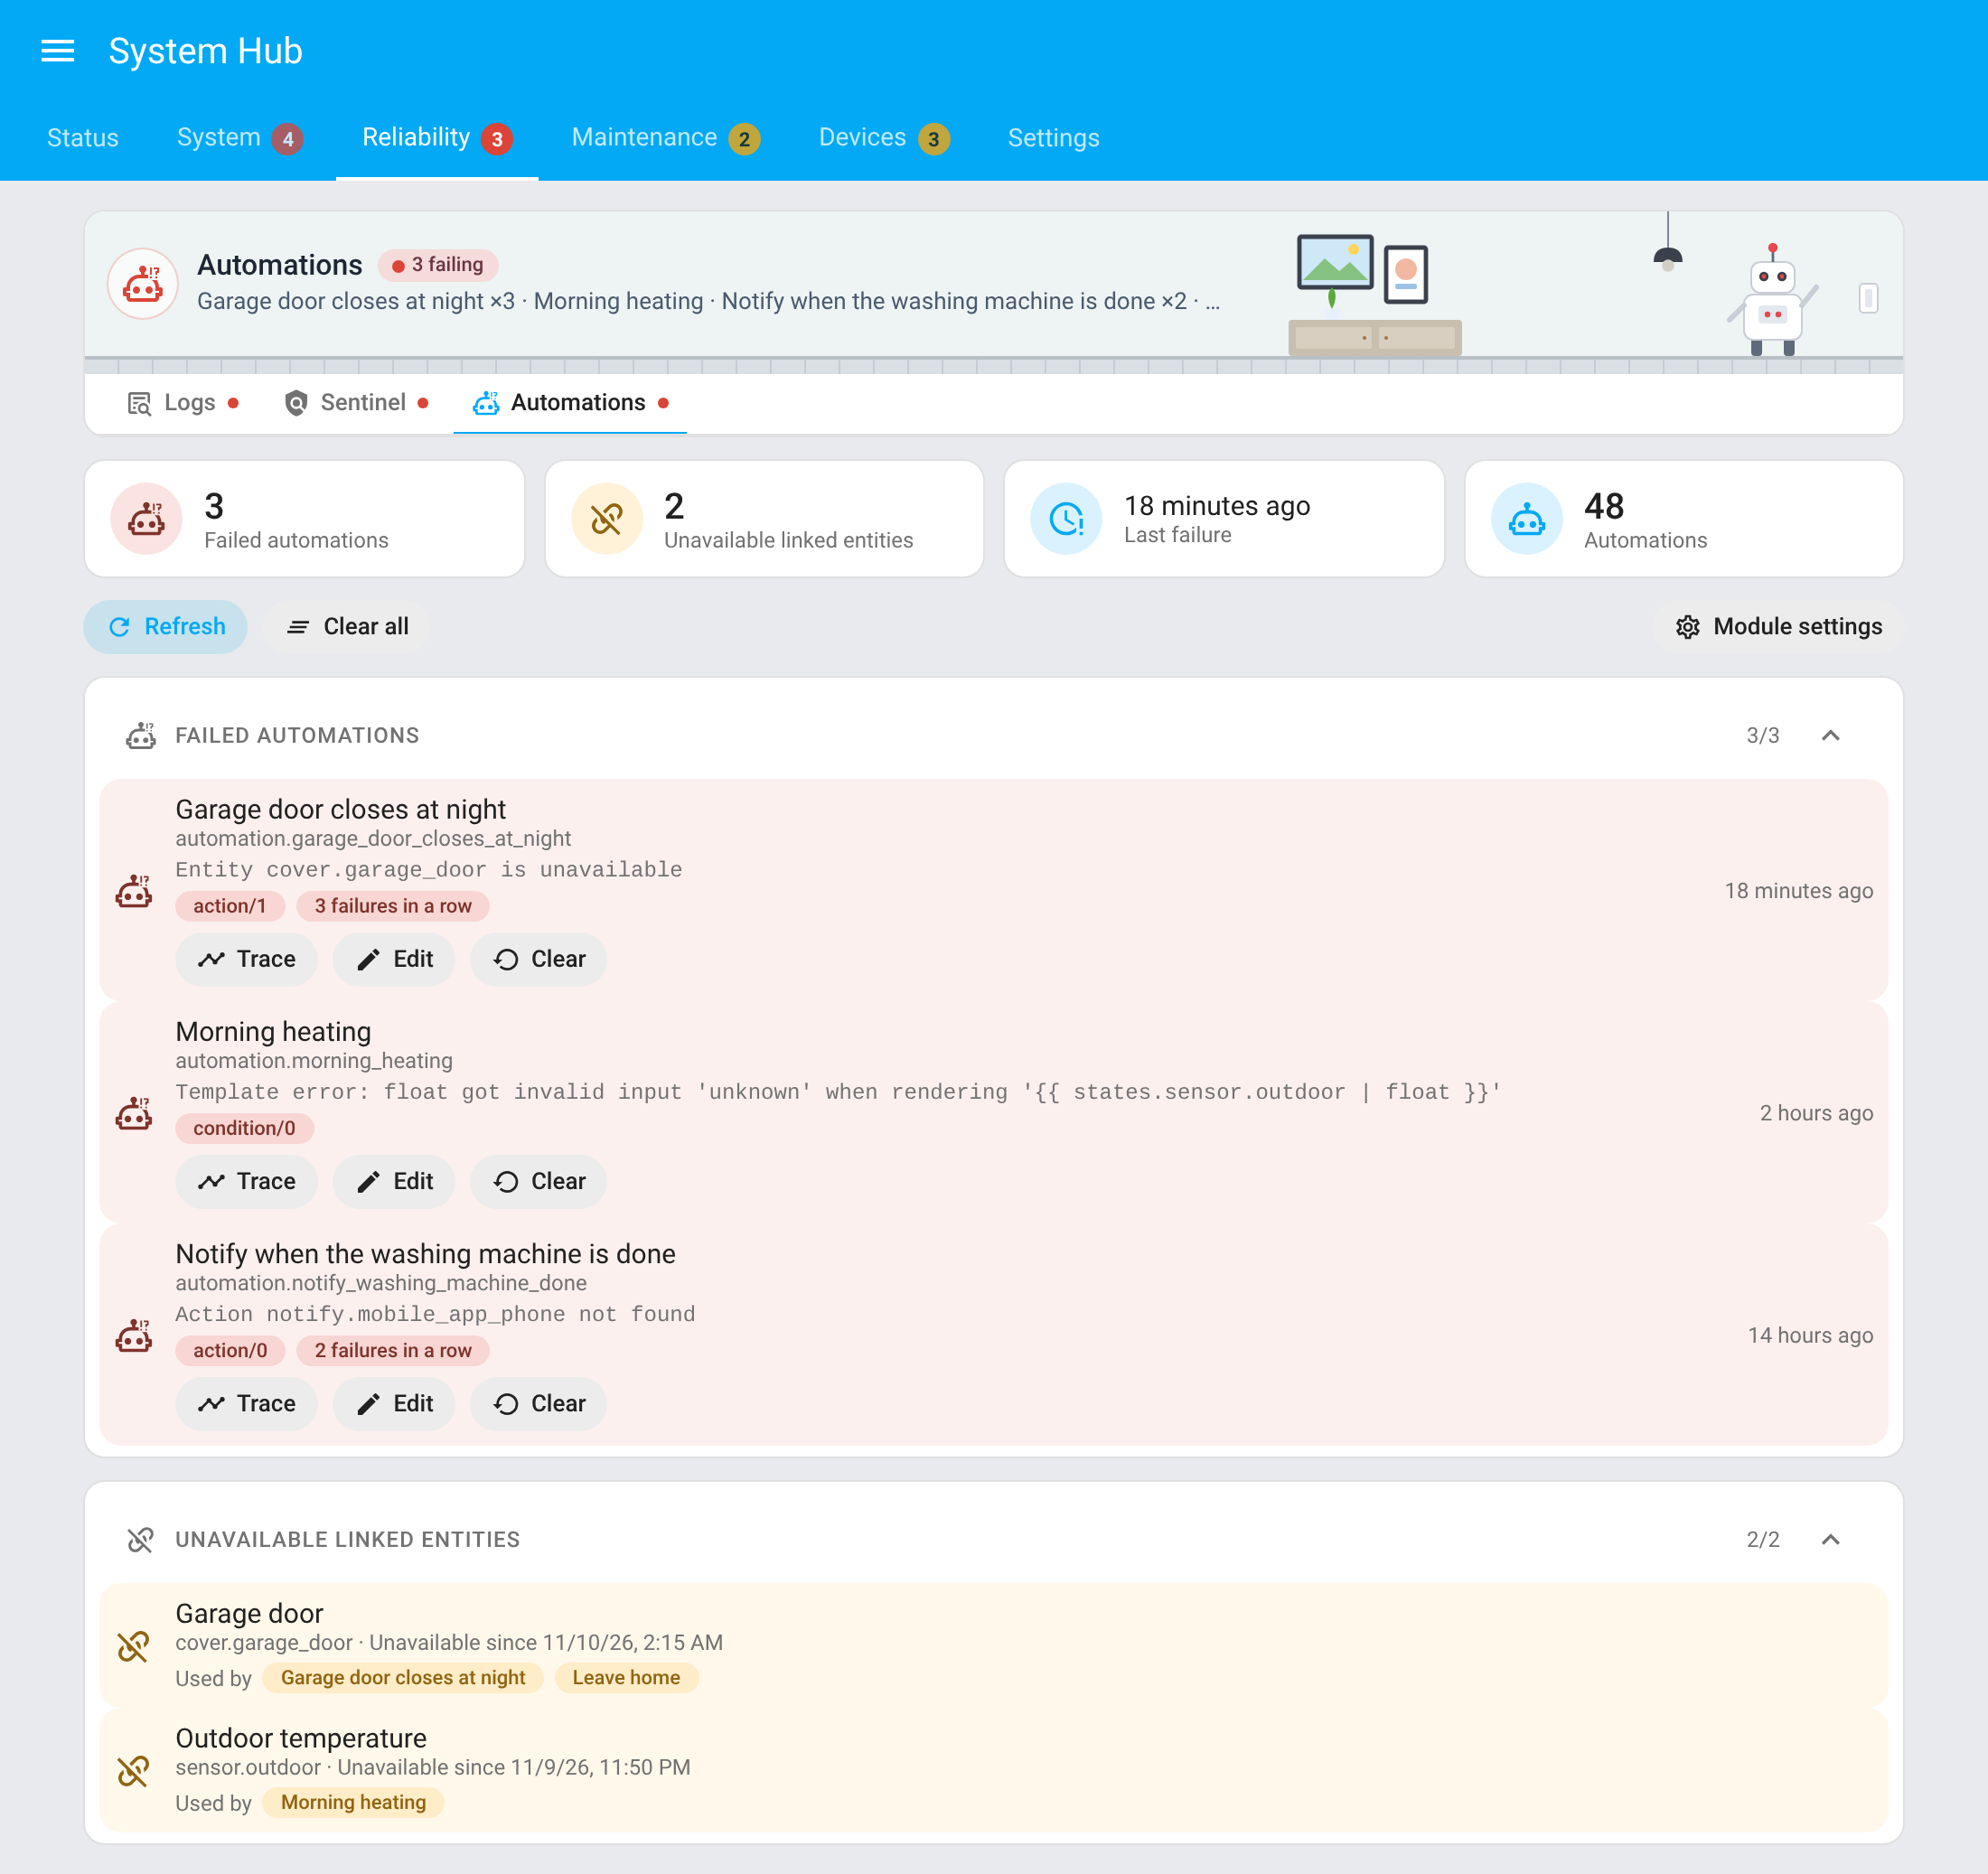 System Hub
Status System 4 Reliability 3 Maintenance 2 Devices 3 Settings
Automations 3 failing
Garage door closes at night ×3 · Morning heating · Notify when the washing machine is done ×2 · …
Logs Sentinel Automations
3
Failed automations
2
Unavailable linked entities
18 minutes ago
Last failure
48
Automations
Refresh Clear all Module settings
FAILED AUTOMATIONS 3/3
Garage door closes at night
automation.garage_door_closes_at_night
Entity cover.garage_door is unavailable
action/1 3 failures in a row
18 minutes ago
Trace Edit Clear
Morning heating
automation.morning_heating
Template error: float got invalid input 'unknown' when rendering '{{ states.sensor.outdoor | float }}'
condition/0
2 hours ago
Trace Edit Clear
Notify when the washing machine is done
automation.notify_washing_machine_done
Action notify.mobile_app_phone not found
action/0 2 failures in a row
14 hours ago
Trace Edit Clear
UNAVAILABLE LINKED ENTITIES 2/2
Garage door
cover.garage_door · Unavailable since 11/10/26, 2:15 AM
Used by Garage door closes at night Leave home
Outdoor temperature
sensor.outdoor · Unavailable since 11/9/26, 11:50 PM
Used by Morning heating